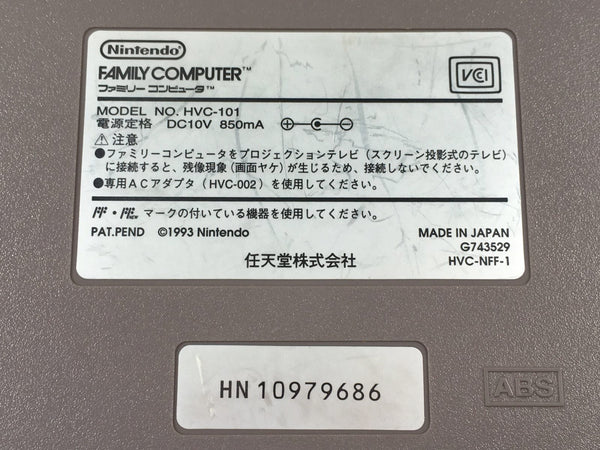 Nintendo
FAMILY COMPUTER™
ファミリー コンピュータ™
VCCI
MODEL NO. HVC-101
電源定格 DC10V 850mA
⚠注意
●ファミリーコンピュータをプロジェクションテレビ（スクリーン投影式のテレビ）
に接続すると、残像現象（画面ヤケ）が生じるため、接続しないでください。
●専用ACアダプタ（HVC-002）を使用してください。
FF・FF NEW マークの付いている機器を使用してください。
PAT.PEND ©1993 Nintendo
MADE IN JAPAN
G743529
任天堂株式会社
HVC-NFF-1
HN 10979686
ABS